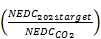 (NEDC2021target / NEDCCO2)